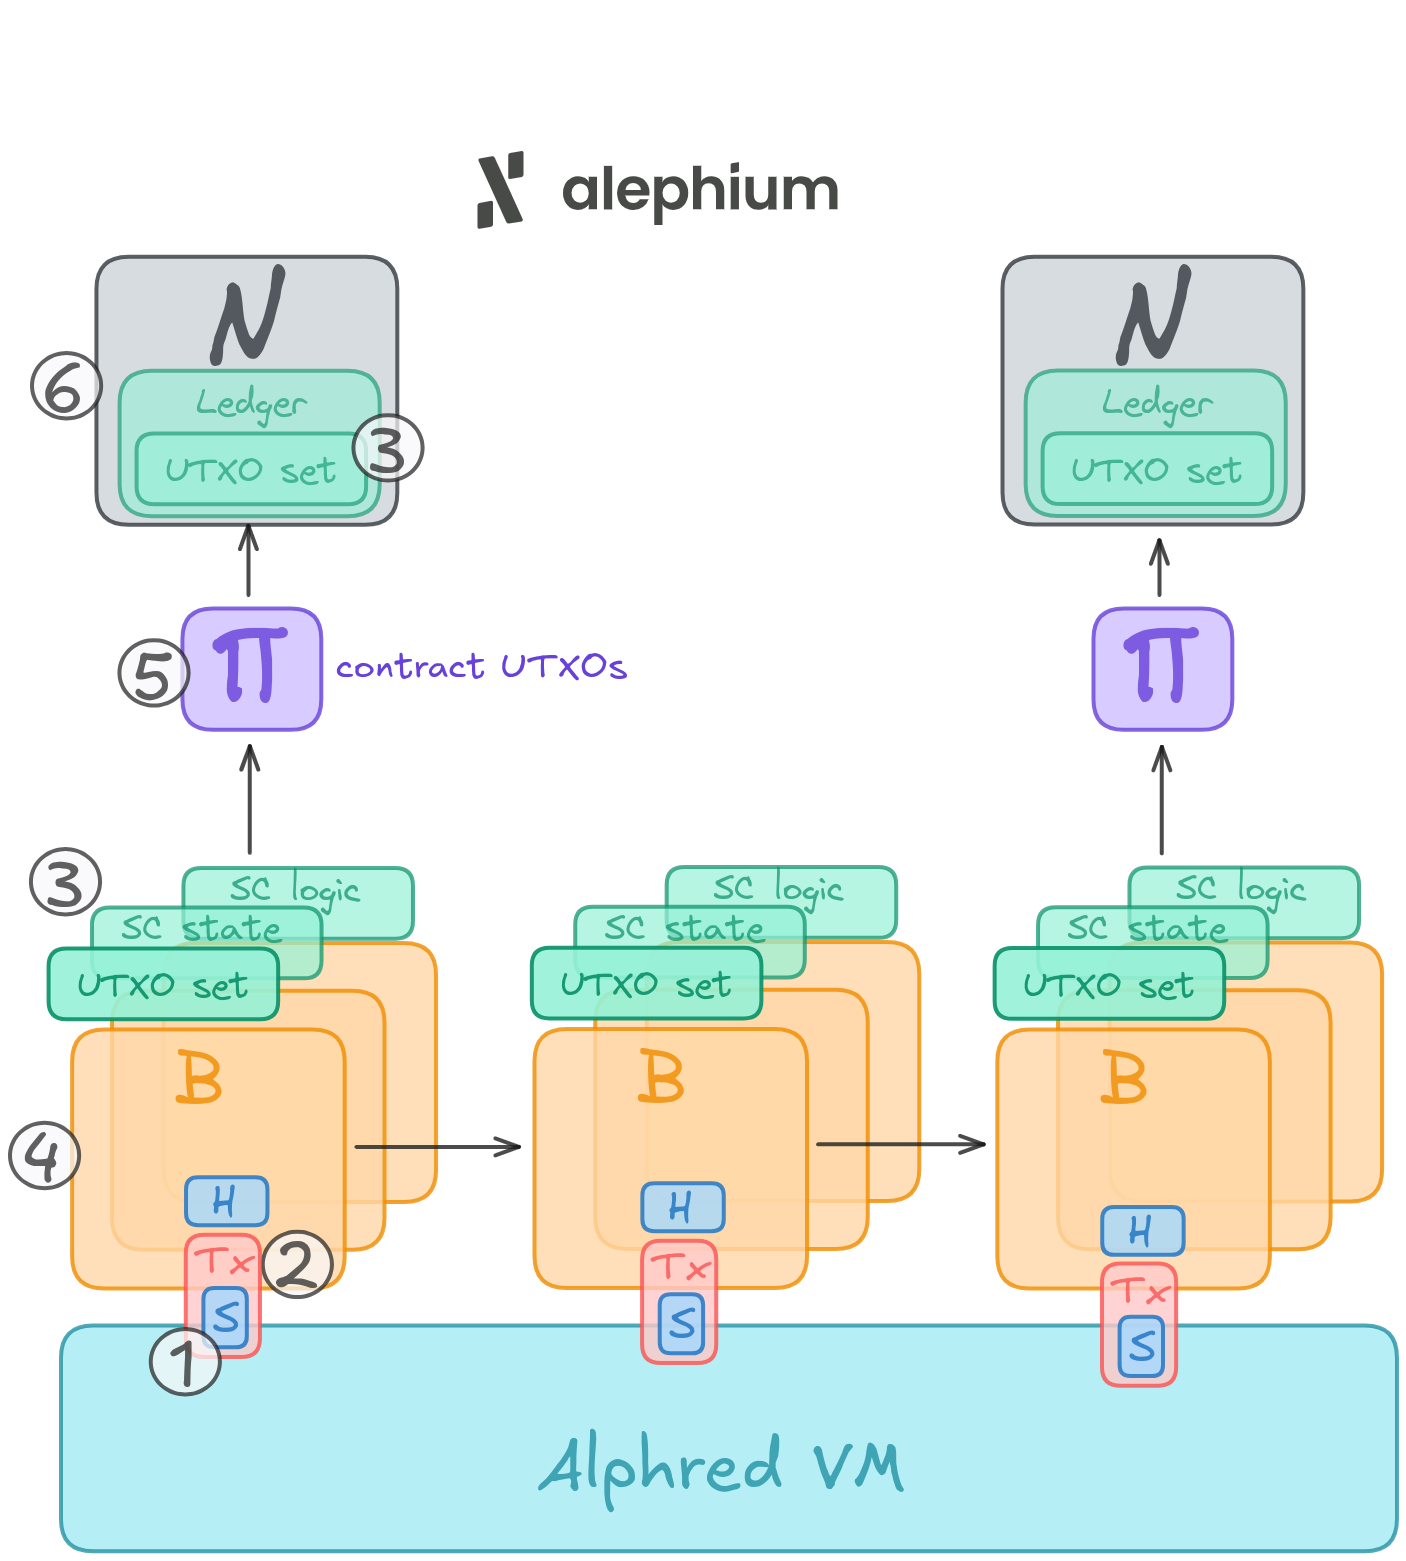 alephium
N
N
6
Ledger
3
UTXO set
Ledger
UTXO set
5
π
contract UTXOs
π
3
SC logic
SC state
UTXO set
SC logic
SC state
UTXO set
SC logic
SC state
UTXO set
B
B
B
4
H
H
H
Tx
2
Tx
Tx
S
S
S
1
Alphred VM